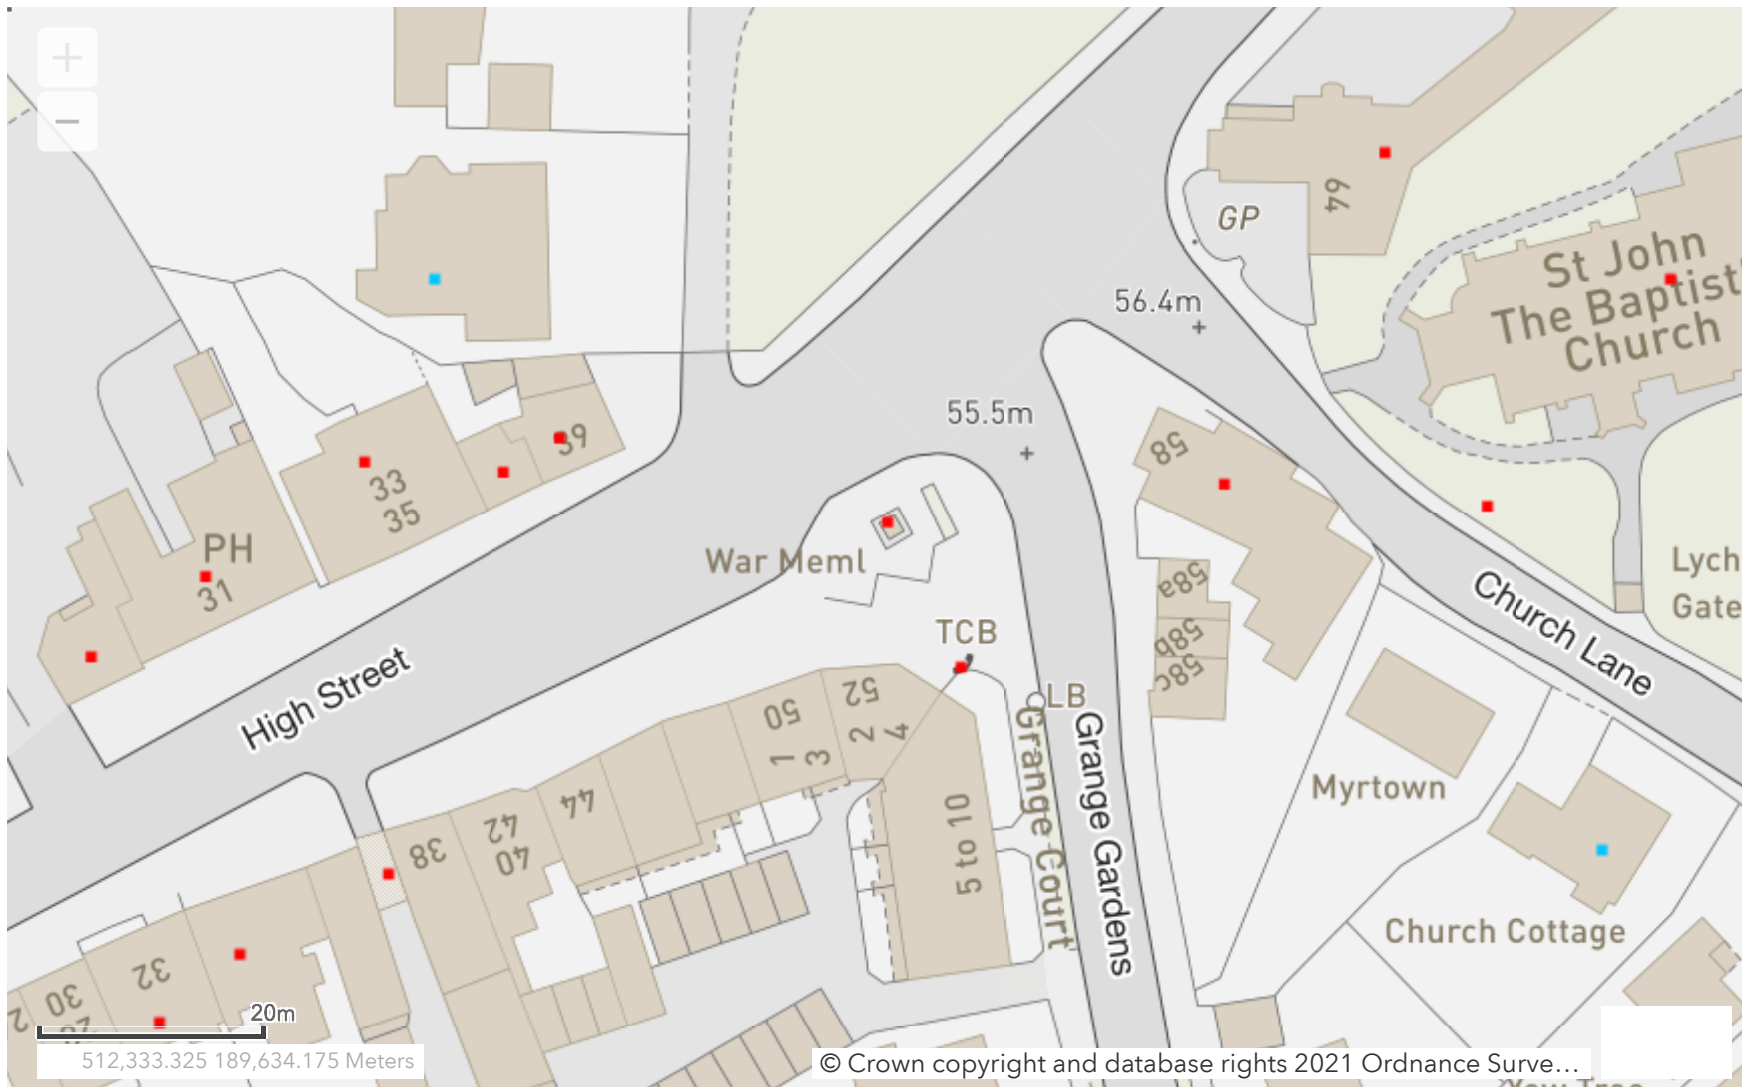 +
−
64
GP
St John
The Baptist'
Church
56.4m
55.5m
39
33
35
58
PH
31
War Meml
58a
58b
58c
Lych
Gate
Church Lane
TCB
High Street
LB
52
50
2
4
1
3
44
42
40
38
5 to 10
Grange Court
Grange Gardens
Myrtown
Church Cottage
32
30
20m
512,333.325 189,634.175 Meters
© Crown copyright and database rights 2021 Ordnance Surve…